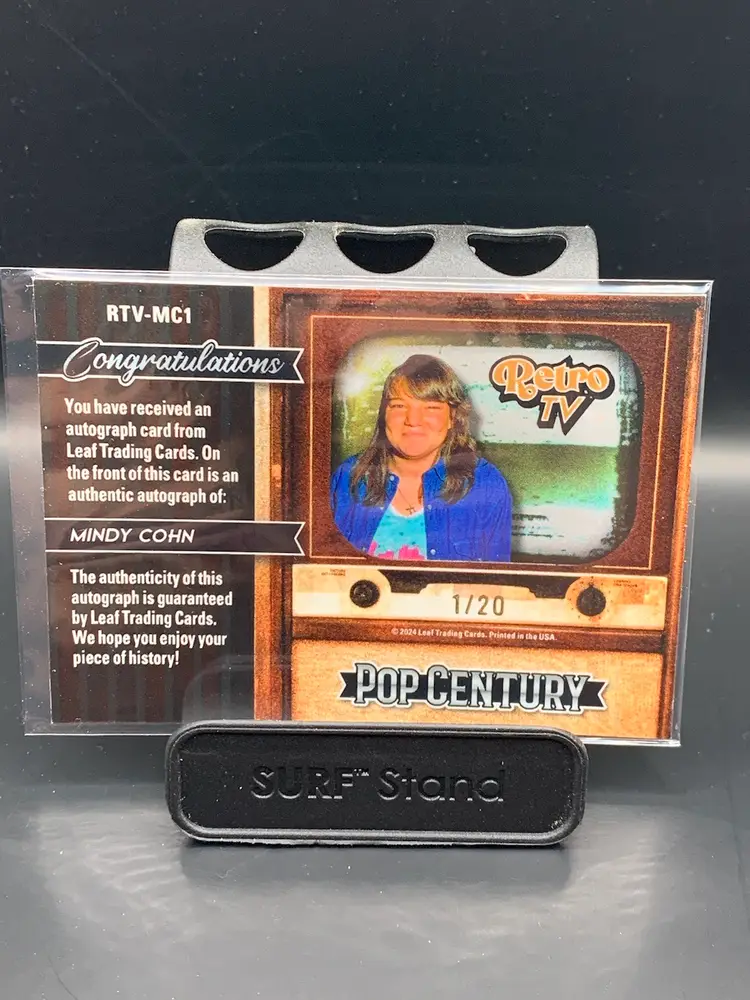 RTV-MC1
Congratulations
You have received an
autograph card from
Leaf Trading Cards. On
the front of this card is an
authentic autograph of:
MINDY COHN
The authenticity of this
autograph is guaranteed
by Leaf Trading Cards.
We hope you enjoy your
piece of history!
Retro
TV
1/20
© 2024 Leaf Trading Cards. Printed in the USA.
POP CENTURY
SURF™ Stand